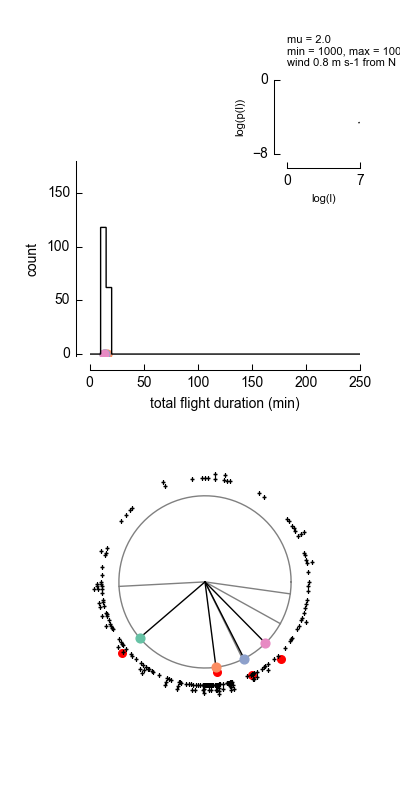 mu = 2.0
min = 1000, max = 100
wind 0.8 m s-1 from N
0
log(p(l))
−8
0 7
log(l)
150
100
count
50
0
0 50 100 150 200 250
total flight duration (min)